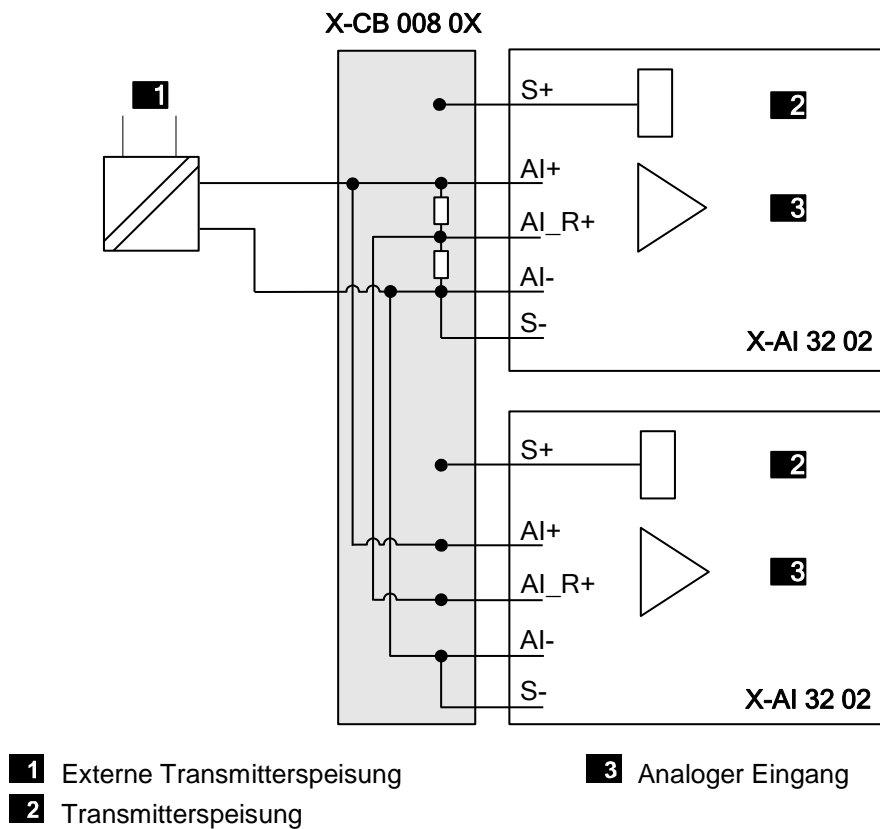 X-CB 008 0X
1
S+
2
AI+
3
AI_R+
AI-
S-
X-AI 32 02
S+
2
AI+
3
AI_R+
AI-
S-
X-AI 32 02
1 Externe Transmitterspeisung
3 Analoger Eingang
2 Transmitterspeisung